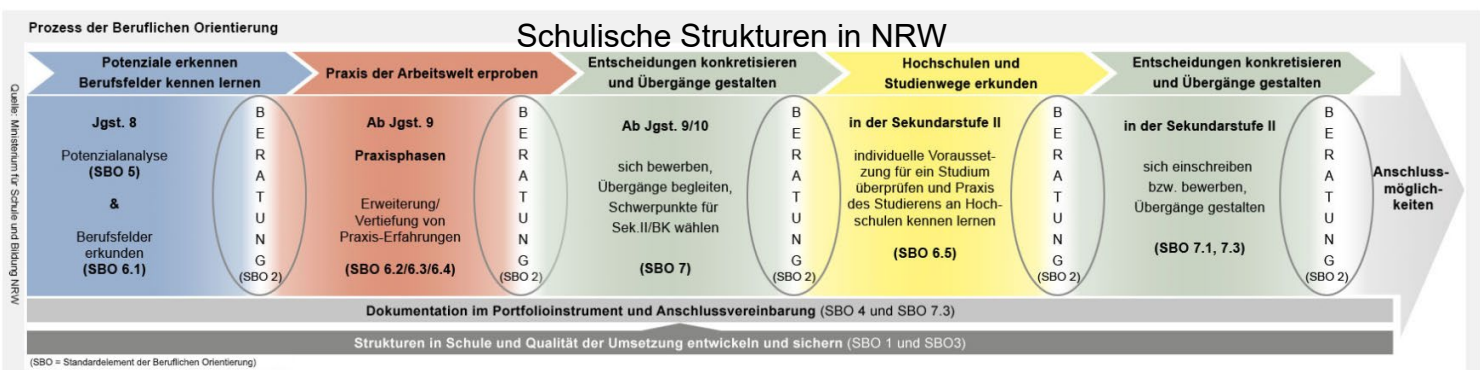 Prozess der Beruflichen Orientierung
Schulische Strukturen in NRW
Potenziale erkennen
Berufsfelder kennen lernen
Praxis der Arbeitswelt erproben
Entscheidungen konkretisieren
und Übergänge gestalten
Hochschulen und
Studienwege erkunden
Entscheidungen konkretisieren
und Übergänge gestalten
Quelle: Ministerium für Schule und Bildung NRW
Jgst. 8
Potenzialanalyse
(SBO 5)
&
Berufsfelder
erkunden
(SBO 6.1)
BERATUNG
(SBO 2)
Ab Jgst. 9
Praxisphasen
Erweiterung/
Vertiefung von
Praxis-Erfahrungen
(SBO 6.2/6.3/6.4)
BERATUNG
(SBO 2)
Ab Jgst. 9/10
sich bewerben,
Übergänge begleiten,
Schwerpunkte für
Sek.II/BK wählen
(SBO 7)
BERATUNG
(SBO 2)
in der Sekundarstufe II
individuelle Vorausset-
zung für ein Studium
überprüfen und Praxis
des Studierens an Hoch-
schulen kennen lernen
(SBO 6.5)
BERATUNG
(SBO 2)
in der Sekundarstufe II
sich einschreiben
bzw. bewerben,
Übergänge gestalten
(SBO 7.1, 7.3)
BERATUNG
(SBO 2)
Anschluss-
möglich-
keiten
Dokumentation im Portfolioinstrument und Anschlussvereinbarung (SBO 4 und SBO 7.3)
Strukturen in Schule und Qualität der Umsetzung entwickeln und sichern (SBO 1 und SBO3)
(SBO = Standardelement der Beruflichen Orientierung)